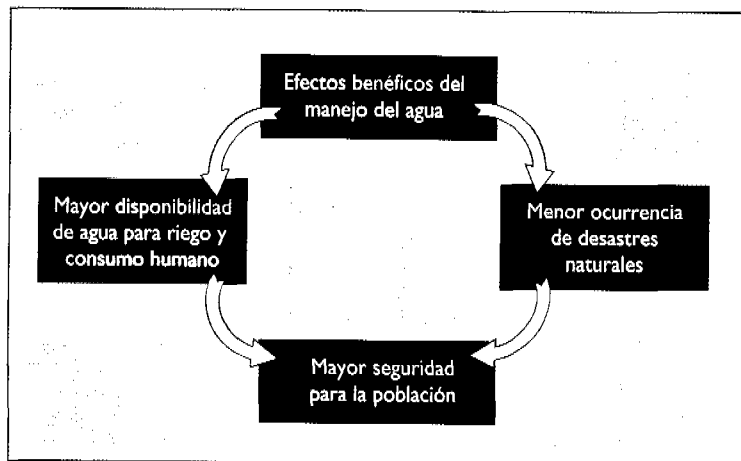 Efectos benéficos del
manejo del agua
Mayor disponibilidad
de agua para riego y
consumo humano
Menor ocurrencia
de desastres
naturales
Mayor seguridad
para la población